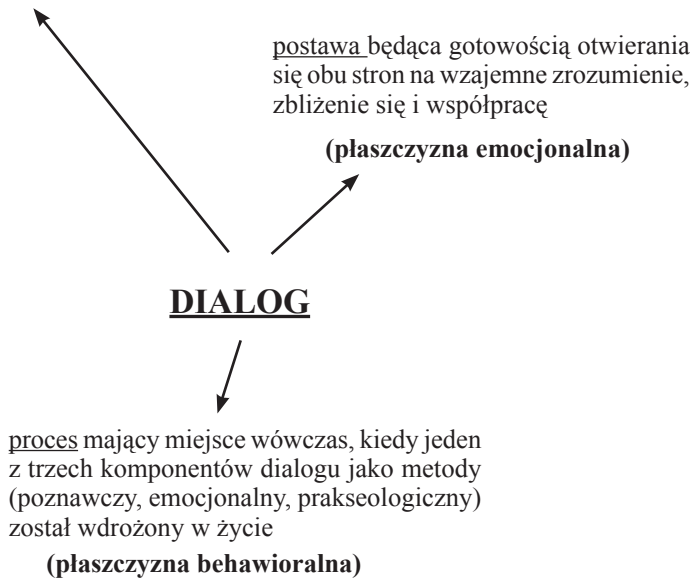 postawa będąca gotowością otwierania
się obu stron na wzajemne zrozumienie,
zbliżenie się i współpracę
(płaszczyzna emocjonalna)
DIALOG
proces mający miejsce wówczas, kiedy jeden
z trzech komponentów dialogu jako metody
(poznawczy, emocjonalny, prakseologiczny)
został wdrożony w życie
(płaszczyzna behawioralna)